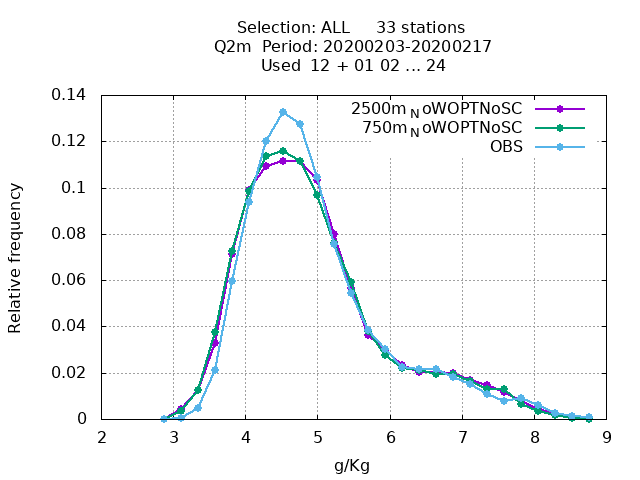 Selection: ALL     33 stations
Q2m  Period: 20200203-20200217
Used  12 + 01 02 ... 24
2500m_NoWOPTNoSC
750m_NoWOPTNoSC
OBS
Relative frequency
0.14
0.12
0.1
0.08
0.06
0.04
0.02
0
2 3 4 5 6 7 8 9
g/Kg